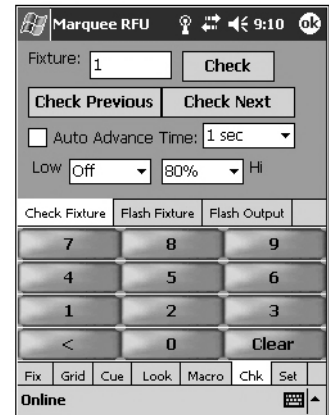 Marquee RFU 9:10 ok
Fixture: 1 Check
Check Previous Check Next
Auto Advance Time: 1 sec
Low Off 80% Hi
Check Fixture Flash Fixture Flash Output
7 8 9
4 5 6
1 2 3
< 0 Clear
Fix Grid Cue Look Macro Chk Set
Online